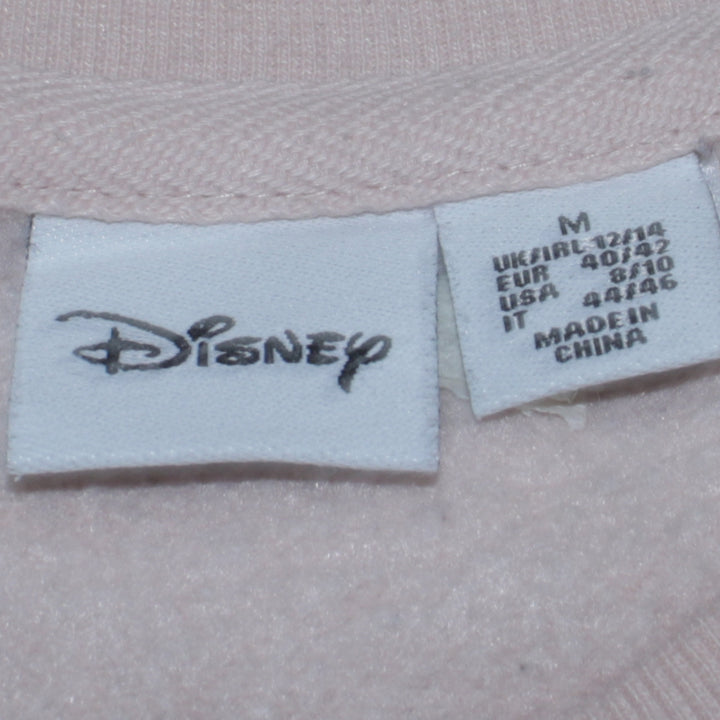 Disney
M
UK/IRL 12/14
EUR 40/42
USA 8/10
IT 44/46
MADE IN
CHINA